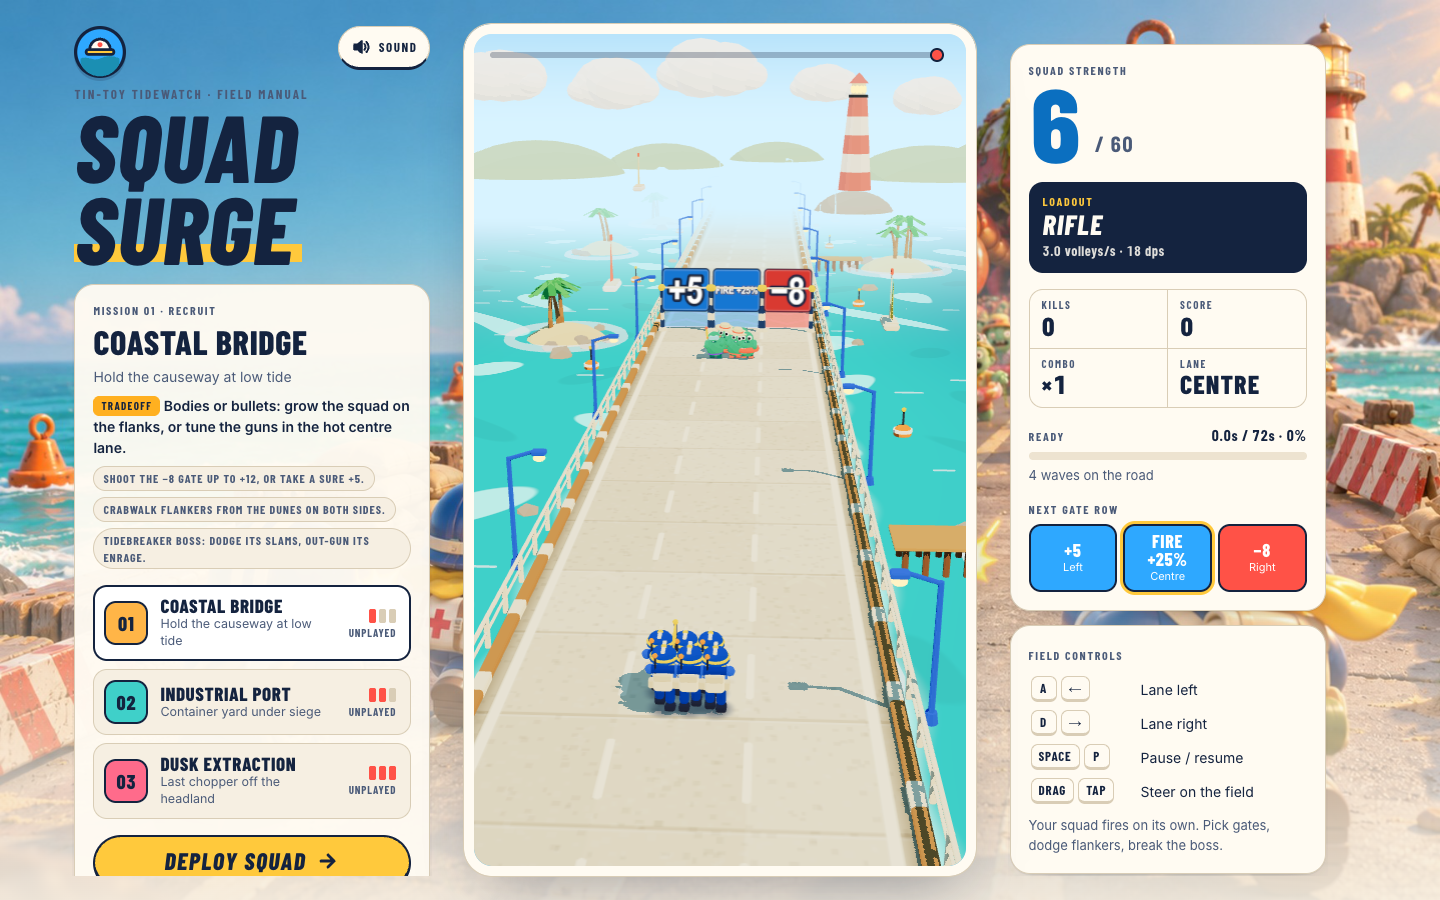 SOUND
TIN-TOY TIDEWATCH · FIELD MANUAL
SQUAD
SURGE
MISSION 01 · RECRUIT
COASTAL BRIDGE
Hold the causeway at low tide
TRADEOFF Bodies or bullets: grow the squad on
the flanks, or tune the guns in the hot centre
lane.
SHOOT THE −8 GATE UP TO +12, OR TAKE A SURE +5.
CRABWALK FLANKERS FROM THE DUNES ON BOTH SIDES.
TIDEBREAKER BOSS: DODGE ITS SLAMS, OUT-GUN ITS
ENRAGE.
01
COASTAL BRIDGE
Hold the causeway at low
tide
UNPLAYED
02
INDUSTRIAL PORT
Container yard under siege
UNPLAYED
03
DUSK EXTRACTION
Last chopper off the
headland
UNPLAYED
DEPLOY SQUAD →
+5
FIRE +25%
−8
SQUAD STRENGTH
6 / 60
LOADOUT
RIFLE
3.0 volleys/s · 18 dps
KILLS
0
SCORE
0
COMBO
×1
LANE
CENTRE
READY
0.0s / 72s · 0%
4 waves on the road
NEXT GATE ROW
+5
Left
FIRE
+25%
Centre
−8
Right
FIELD CONTROLS
A ← Lane left
D → Lane right
SPACE P Pause / resume
DRAG TAP Steer on the field
Your squad fires on its own. Pick gates,
dodge flankers, break the boss.